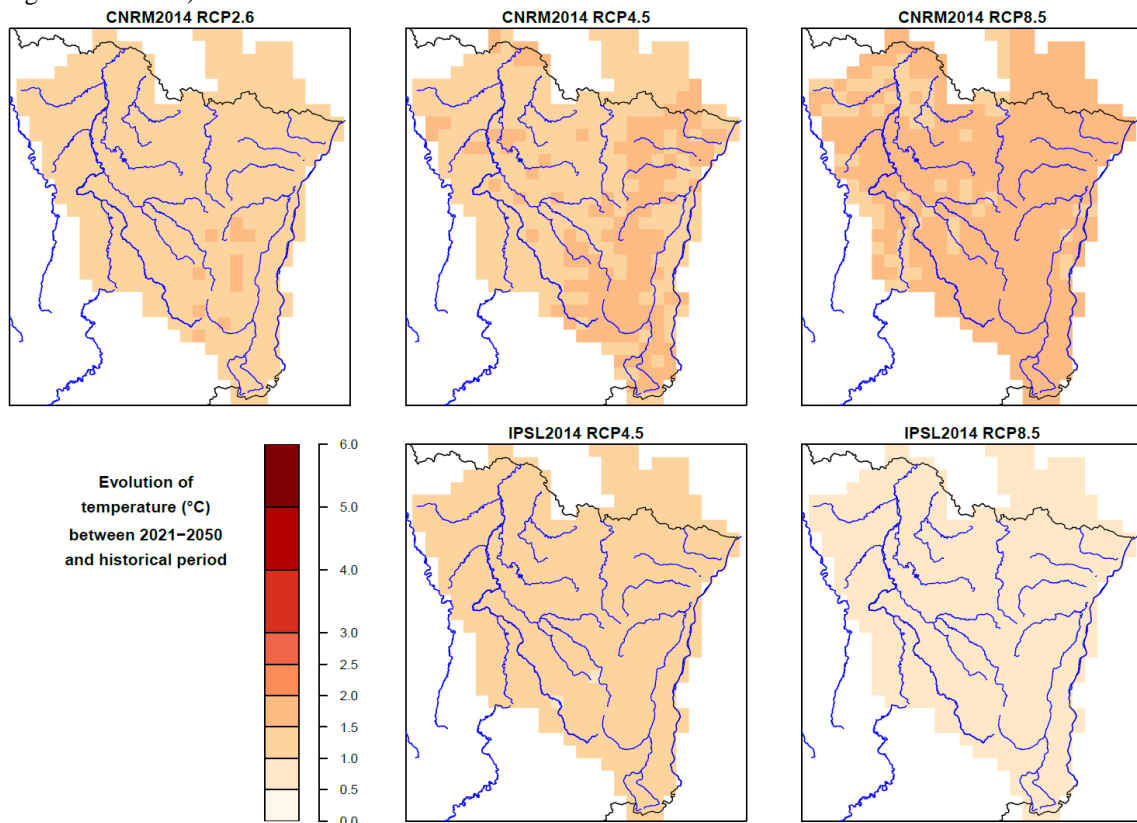 CNRM2014 RCP2.6
CNRM2014 RCP4.5
CNRM2014 RCP8.5
IPSL2014 RCP4.5
IPSL2014 RCP8.5
Evolution of
temperature (°C)
between 2021−2050
and historical period
6.0
5.0
4.0
3.0
2.5
2.0
1.5
1.0
0.5
0.0